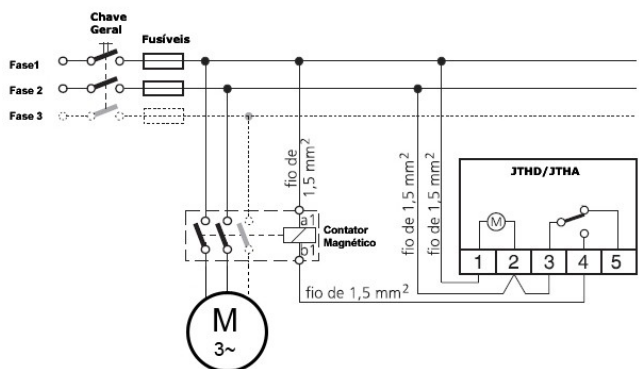 Chave
Geral
Fusíveis
Fase1
Fase 2
Fase 3
fio de
1,5 mm²
fio de 1,5 mm²
fio de 1,5 mm²
JTHD/JTHA
M
1 2 3 4 5
a1
b1
Contator
Magnético
fio de 1,5 mm²
M
3~